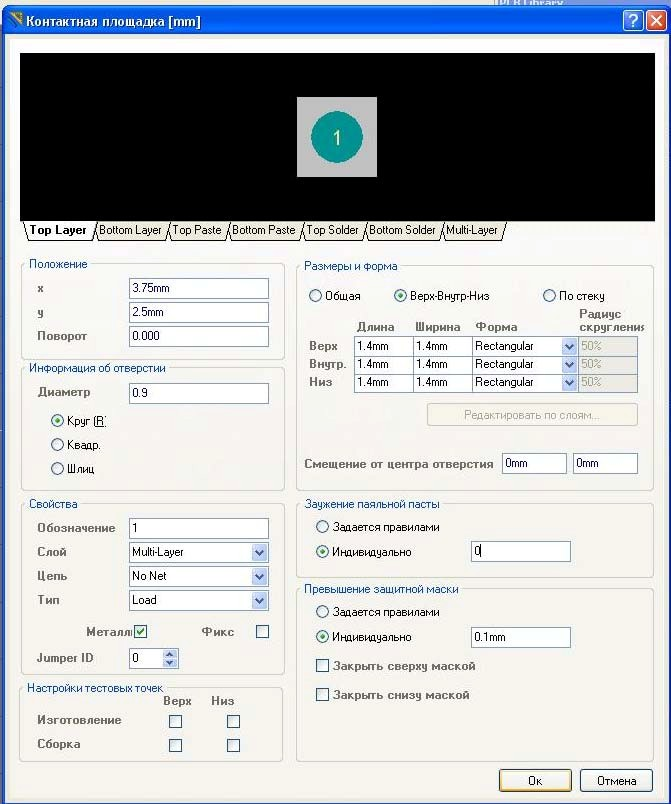 PCB Library
Контактная площадка [mm]
1
Top Layer Bottom Layer Top Paste Bottom Paste Top Solder Bottom Solder Multi-Layer
Положение
x 3.75mm
y 2.5mm
Поворот 0.000
Информация об отверстии
Диаметр 0.9
Круг (R)
Квадр.
Шлиц
Свойства
Обозначение 1
Слой Multi-Layer
Цепь No Net
Тип Load
Металл Фикс
Jumper ID 0
Настройки тестовых точек
Верх Низ
Изготовление
Сборка
Размеры и форма
Общая Верх-Внутр-Низ По стеку
Длина Ширина Форма Радиус скругления
Верх 1.4mm 1.4mm Rectangular 50%
Внутр. 1.4mm 1.4mm Rectangular 50%
Низ 1.4mm 1.4mm Rectangular 50%
Редактировать по слоям...
Смещение от центра отверстия 0mm 0mm
Заужение паяльной пасты
Задается правилами
Индивидуально 0
Превышение защитной маски
Задается правилами
Индивидуально 0.1mm
Закрыть сверху маской
Закрыть снизу маской
Ок Отмена